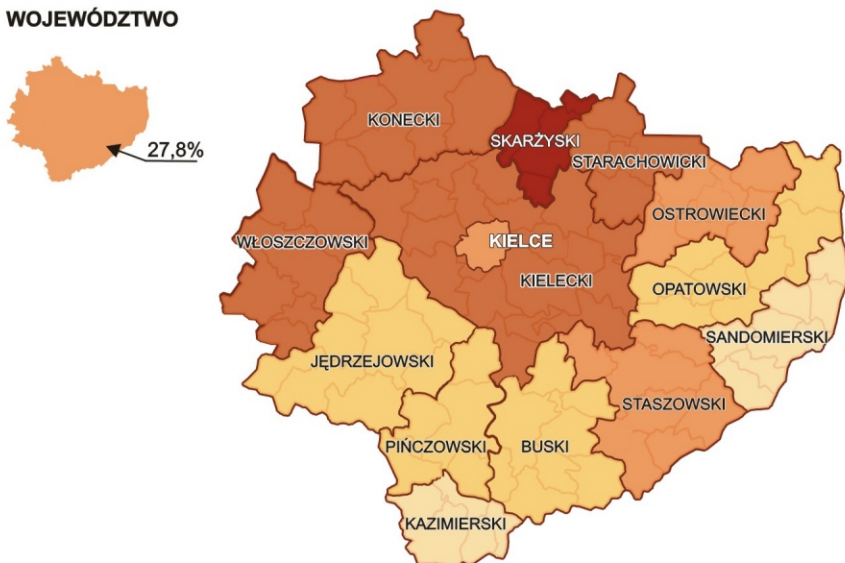 WOJEWÓDZTWO
27,8%
KONECKI
SKARŻYSKI
STARACHOWICKI
OSTROWIECKI
WŁOSZCZOWSKI
KIELCE
KIELECKI
OPATOWSKI
SANDOMIERSKI
JĘDRZEJOWSKI
STASZOWSKI
PIŃCZOWSKI
BUSKI
KAZIMIERSKI